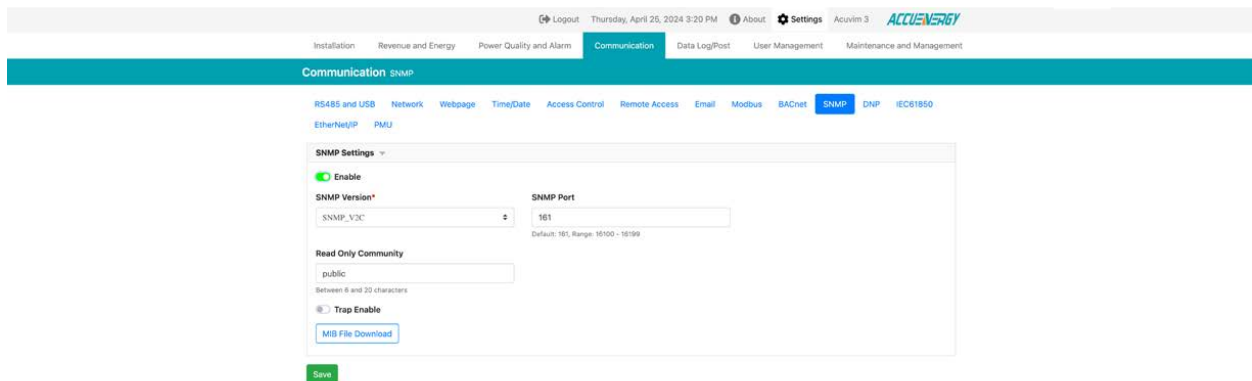 Logout Thursday, April 25, 2024 3:20 PM About Settings Acuvim 3 ACCUENERGY
Installation Revenue and Energy Power Quality and Alarm Communication Data Log/Post User Management Maintenance and Management
Communication SNMP
RS485 and USB Network Webpage Time/Date Access Control Remote Access Email Modbus BACnet SNMP DNP IEC61850
EtherNet/IP PMU
SNMP Settings
Enable
SNMP Version* SNMP Port
SNMP_V2C 161
Default: 161, Range: 16100 - 16199
Read Only Community
public
Between 6 and 20 characters
Trap Enable
MIB File Download
Save